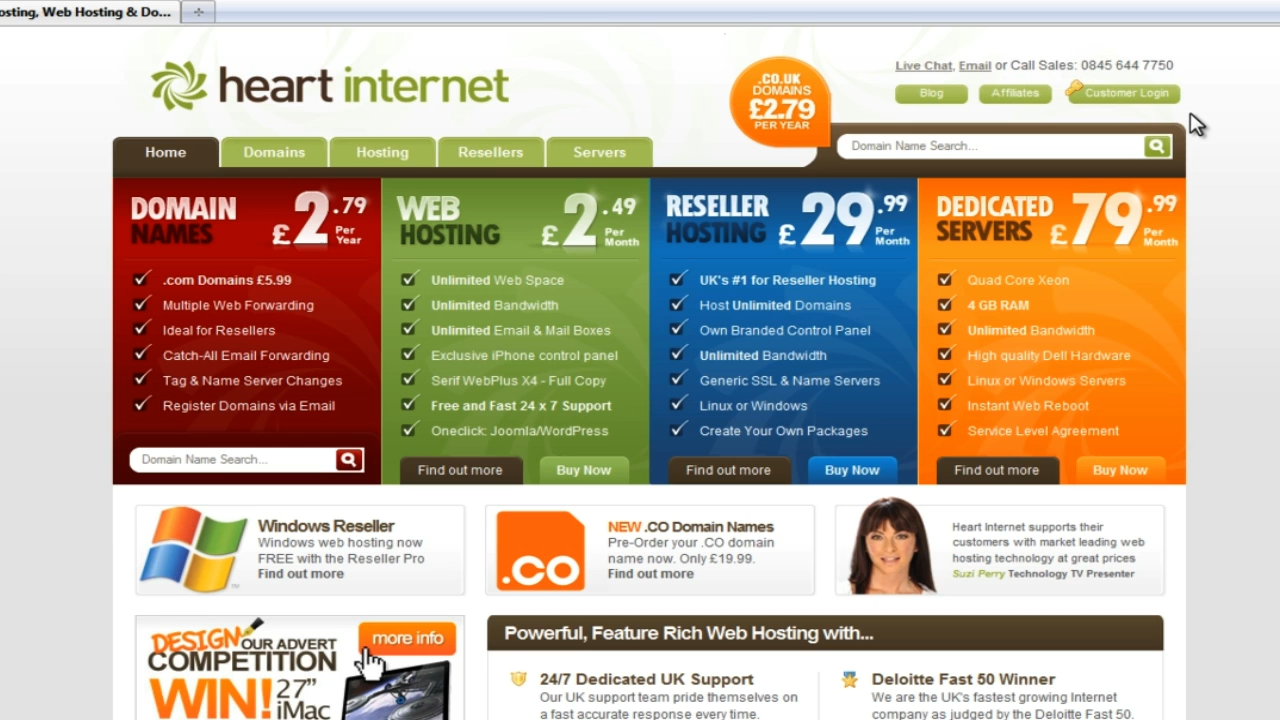 osting, Web Hosting & Do...
heart internet
.CO.UK
DOMAINS
£2.79
PER YEAR
Live Chat, Email or Call Sales: 0845 644 7750
Blog
Affiliates
Customer Login
Home
Domains
Hosting
Resellers
Servers
Domain Name Search...
DOMAIN
NAMES
£2.79
Per
Year
.com Domains £5.99
Multiple Web Forwarding
Ideal for Resellers
Catch-All Email Forwarding
Tag & Name Server Changes
Register Domains via Email
Domain Name Search...
WEB
HOSTING
£2.49
Per
Month
Unlimited Web Space
Unlimited Bandwidth
Unlimited Email & Mail Boxes
Exclusive iPhone control panel
Serif WebPlus X4 - Full Copy
Free and Fast 24 x 7 Support
Oneclick: Joomla/WordPress
Find out more
Buy Now
RESELLER
HOSTING
£29.99
Per
Month
UK's #1 for Reseller Hosting
Host Unlimited Domains
Own Branded Control Panel
Unlimited Bandwidth
Generic SSL & Name Servers
Linux or Windows
Create Your Own Packages
Find out more
Buy Now
DEDICATED
SERVERS
£79.99
Per
Month
Quad Core Xeon
4 GB RAM
Unlimited Bandwidth
High quality Dell Hardware
Linux or Windows Servers
Instant Web Reboot
Service Level Agreement
Find out more
Buy Now
Windows Reseller
Windows web hosting now
FREE with the Reseller Pro
Find out more
.CO
NEW .CO Domain Names
Pre-Order your .CO domain
name now. Only £19.99.
Find out more
Heart Internet supports their
customers with market leading web
hosting technology at great prices
Suzi Perry Technology TV Presenter
DESIGN OUR ADVERT
COMPETITION
WIN! 27"
iMac
more info
Powerful, Feature Rich Web Hosting with...
24/7 Dedicated UK Support
Our UK support team pride themselves on
a fast accurate response every time.
Deloitte Fast 50 Winner
We are the UK's fastest growing Internet
company as judged by the Deloitte Fast 50.